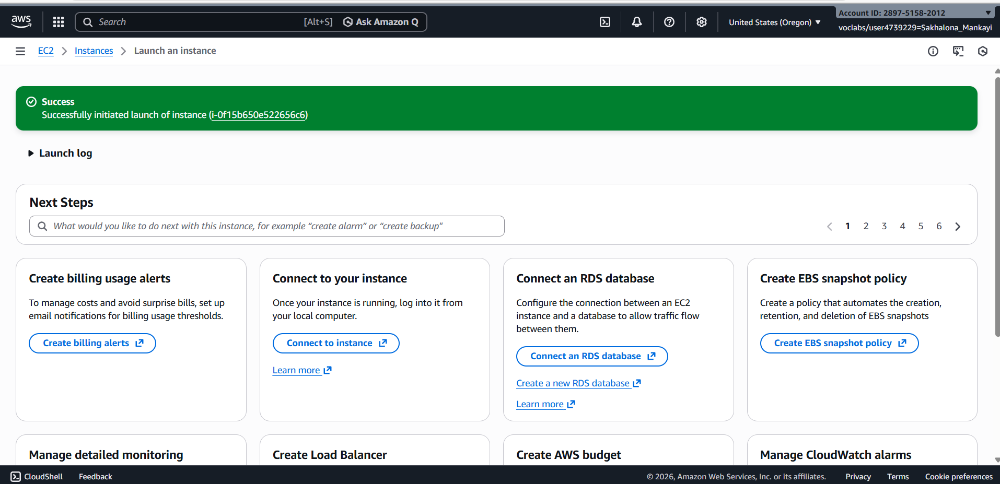 aws
Search [Alt+S] Ask Amazon Q
United States (Oregon)
Account ID: 2897-5158-2012
voclabs/user4739229=Sakhalona_Mankayi
EC2 Instances Launch an instance
Success
Successfully initiated launch of instance (i-0f15b650e522656c6)
Launch log
Next Steps
What would you like to do next with this instance, for example “create alarm” or “create backup"
1 2 3 4 5 6
Create billing usage alerts
To manage costs and avoid surprise bills, set up
email notifications for billing usage thresholds.
Create billing alerts
Connect to your instance
Once your instance is running, log into it from
your local computer.
Connect to instance
Learn more
Connect an RDS database
Configure the connection between an EC2
instance and a database to allow traffic flow
between them.
Connect an RDS database
Create a new RDS database
Learn more
Create EBS snapshot policy
Create a policy that automates the creation,
retention, and deletion of EBS snapshots
Create EBS snapshot policy
Manage detailed monitoring
Create Load Balancer
Create AWS budget
Manage CloudWatch alarms
CloudShell Feedback
© 2026, Amazon Web Services, Inc. or its affiliates. Privacy Terms Cookie preferences